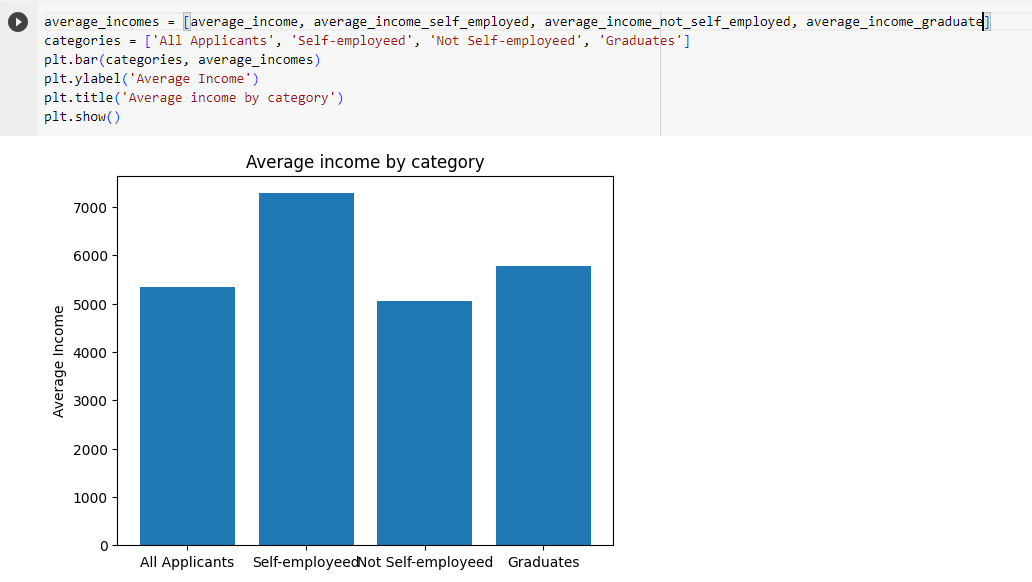 average_incomes = [average_income, average_income_self_employed, average_income_not_self_employed, average_income_graduate]
categories = ['All Applicants', 'Self-employeed', 'Not Self-employeed', 'Graduates']
plt.bar(categories, average_incomes)
plt.ylabel('Average Income')
plt.title('Average income by category')
plt.show()
Average income by category
7000
6000
5000
4000
3000
2000
1000
0
Average Income
All Applicants Self-employeed Not Self-employeed Graduates